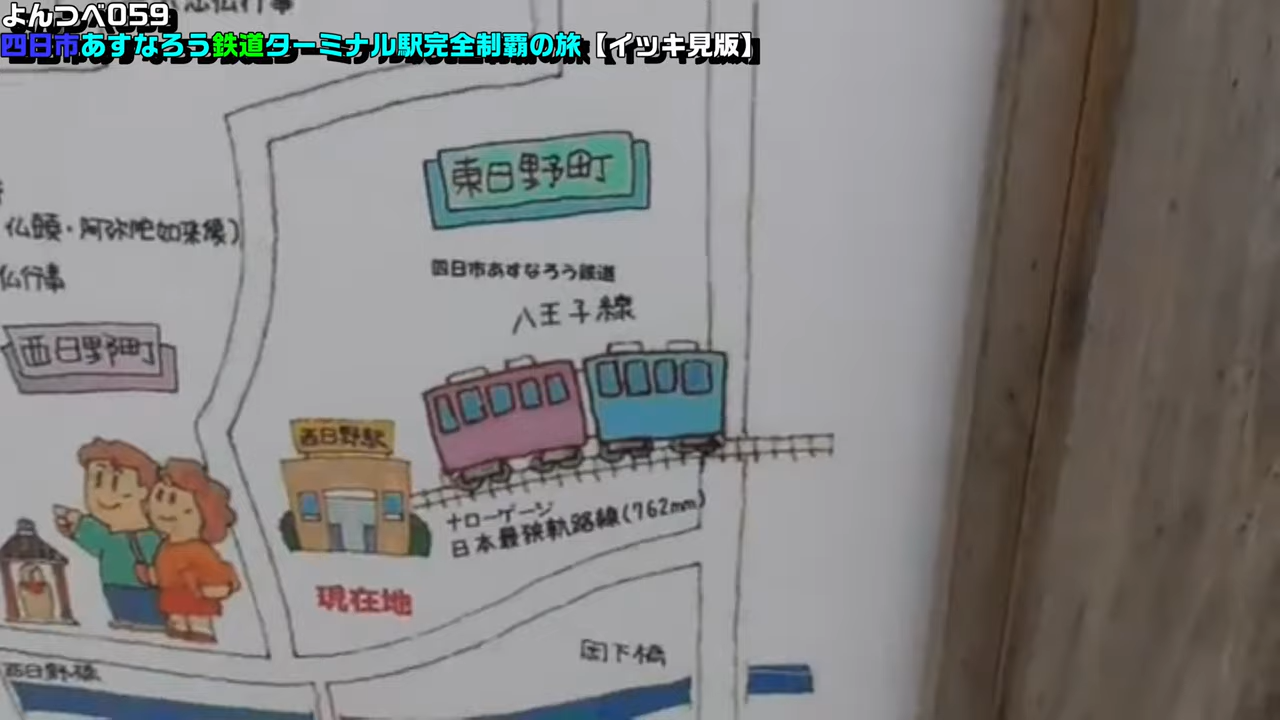 よんつべ059
四日市あすなろう鉄道ターミナル駅完全制覇の旅【イツキ見版】
仏行事
東日野町
仏頭・阿弥陀如来像)
仏行事
四日市あすなろう鉄道
八王子線
西日野町
西日野駅
ナローゲージ
日本最狭軌路線(762mm)
現在地
岡下橋
西日野橋